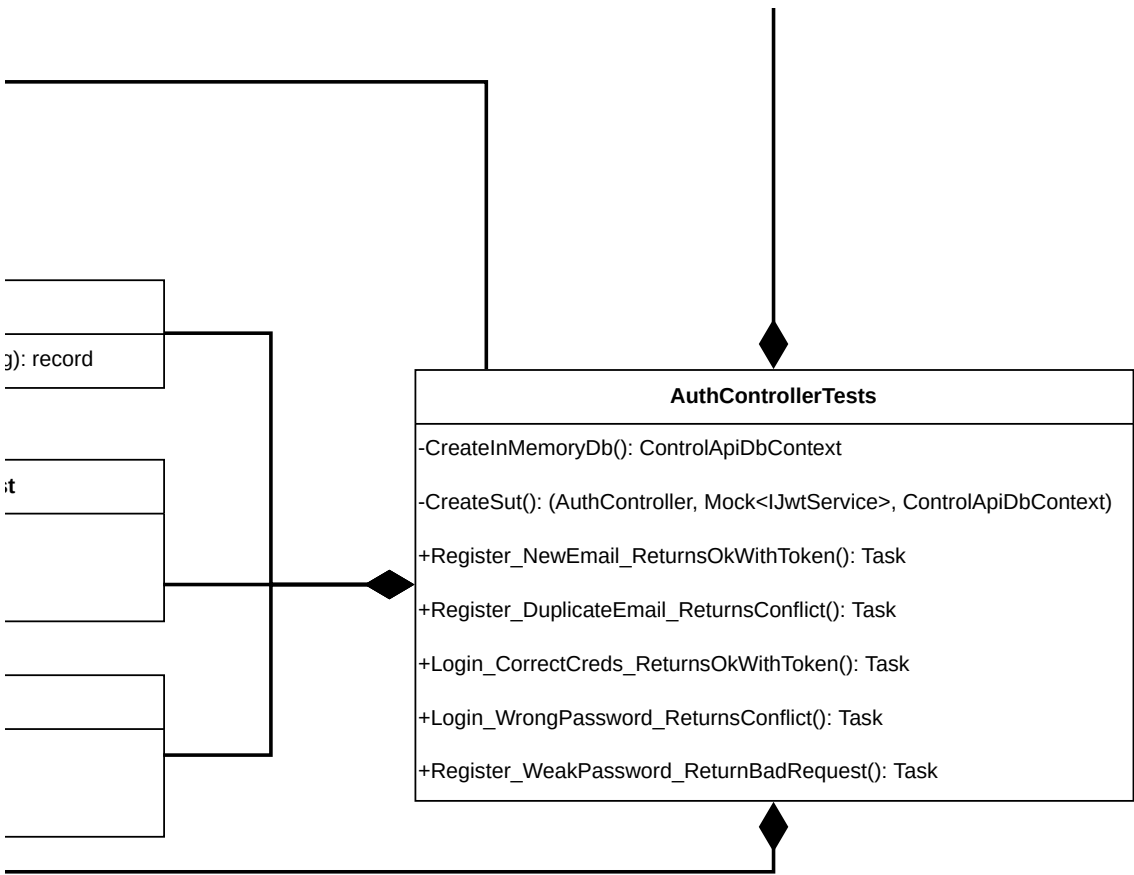 g): record
st
AuthControllerTests
-CreateInMemoryDb(): ControlApiDbContext
-CreateSut(): (AuthController, Mock<IJwtService>, ControlApiDbContext)
+Register_NewEmail_ReturnsOkWithToken(): Task
+Register_DuplicateEmail_ReturnsConflict(): Task
+Login_CorrectCreds_ReturnsOkWithToken(): Task
+Login_WrongPassword_ReturnsConflict(): Task
+Register_WeakPassword_ReturnBadRequest(): Task